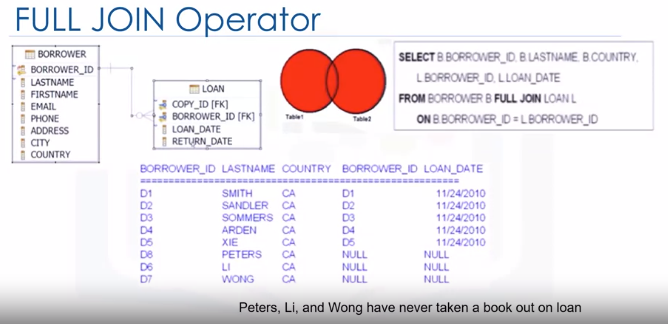 FULL JOIN Operator
BORROWER
BORROWER_ID
LASTNAME
FIRSTNAME
EMAIL
PHONE
ADDRESS
CITY
COUNTRY
LOAN
COPY_ID [FK]
BORROWER_ID [FK]
LOAN_DATE
RETURN_DATE
Table1
Table2
SELECT B.BORROWER_ID, B.LASTNAME, B.COUNTRY,
L.BORROWER_ID, L.LOAN_DATE
FROM BORROWER B FULL JOIN LOAN L
ON B.BORROWER_ID = L.BORROWER_ID
BORROWER_ID LASTNAME COUNTRY BORROWER_ID LOAN_DATE
================================================
D1 SMITH CA D1 11/24/2010
D2 SANDLER CA D2 11/24/2010
D3 SOMMERS CA D3 11/24/2010
D4 ARDEN CA D4 11/24/2010
D5 XIE CA D5 11/24/2010
D8 PETERS CA NULL NULL
D6 LI CA NULL NULL
D7 WONG CA NULL NULL
Peters, Li, and Wong have never taken a book out on loan